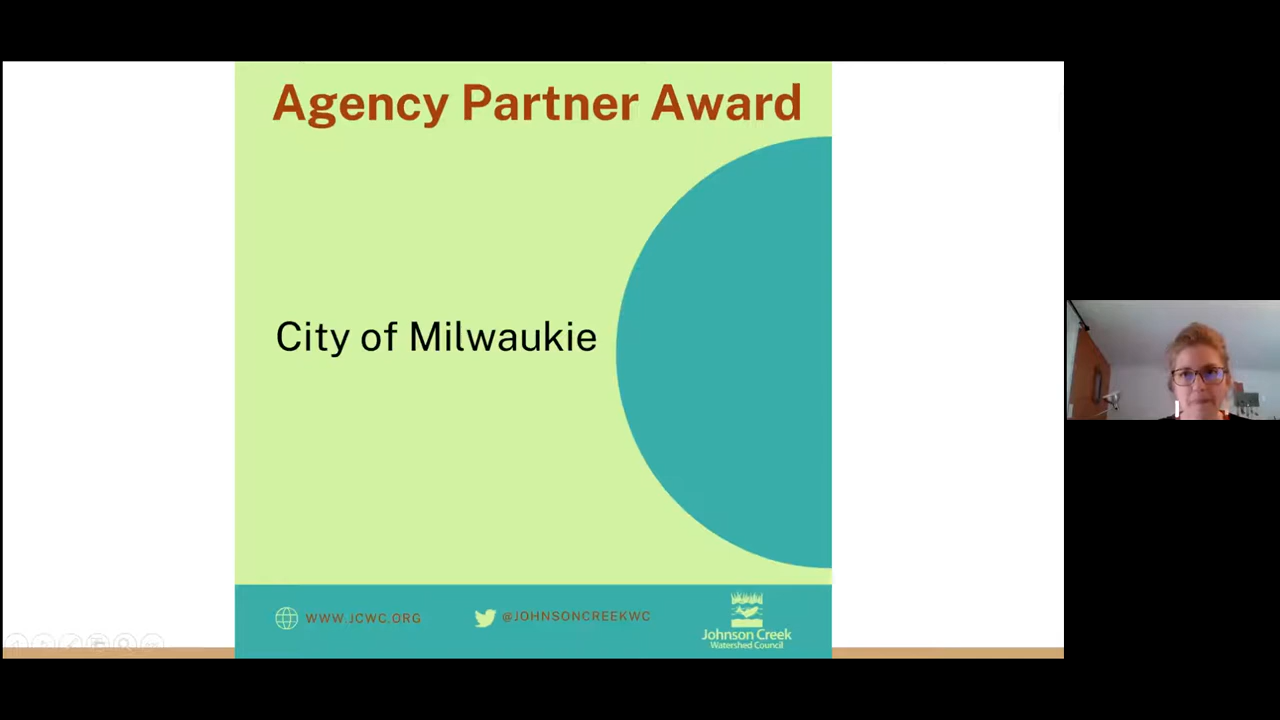 Agency Partner Award
City of Milwaukie
WWW.JCWC.ORG
@JOHNSONCREEKWC
Johnson Creek
Watershed Council